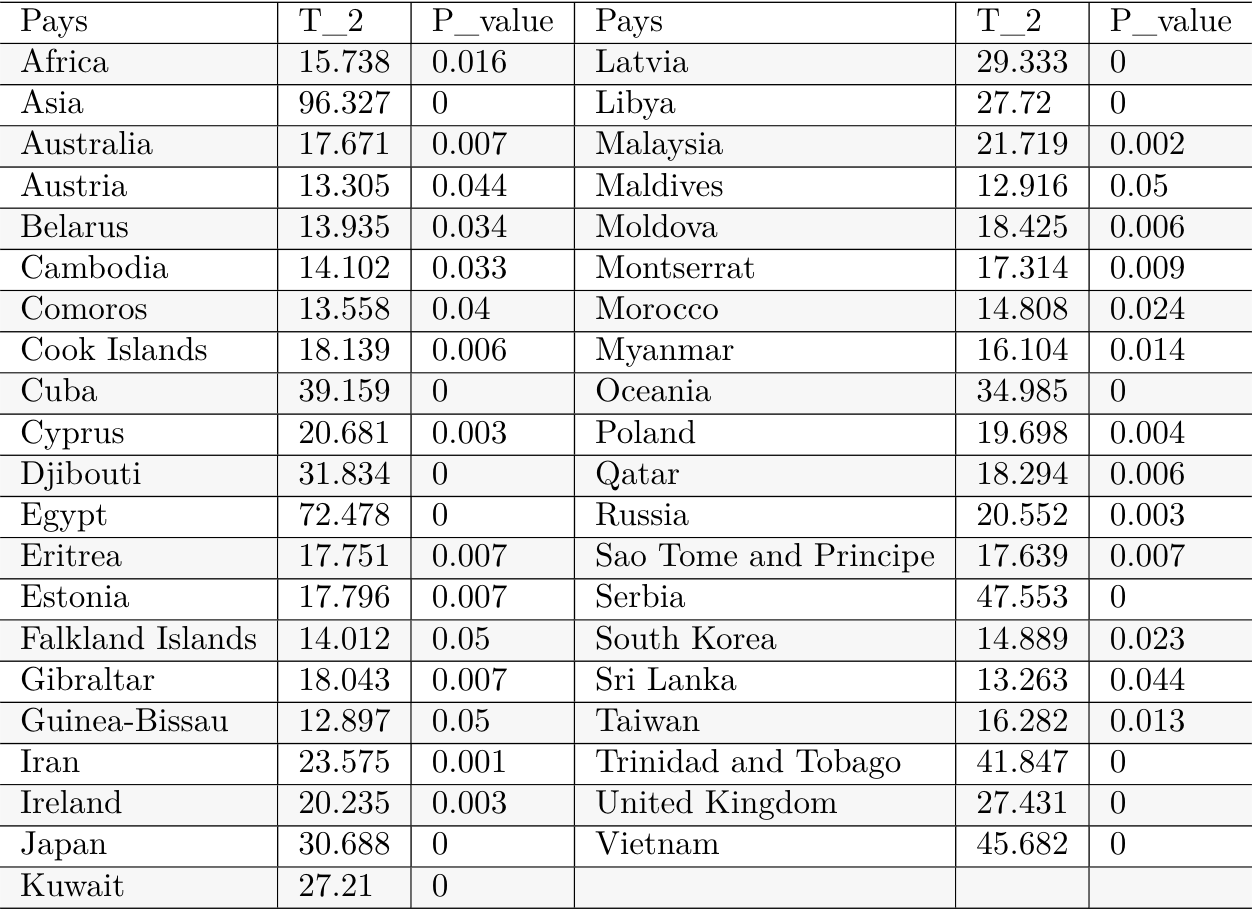 Pays T_2 P_value Pays T_2 P_value
Africa 15.738 0.016 Latvia 29.333 0
Asia 96.327 0 Libya 27.72 0
Australia 17.671 0.007 Malaysia 21.719 0.002
Austria 13.305 0.044 Maldives 12.916 0.05
Belarus 13.935 0.034 Moldova 18.425 0.006
Cambodia 14.102 0.033 Montserrat 17.314 0.009
Comoros 13.558 0.04 Morocco 14.808 0.024
Cook Islands 18.139 0.006 Myanmar 16.104 0.014
Cuba 39.159 0 Oceania 34.985 0
Cyprus 20.681 0.003 Poland 19.698 0.004
Djibouti 31.834 0 Qatar 18.294 0.006
Egypt 72.478 0 Russia 20.552 0.003
Eritrea 17.751 0.007 Sao Tome and Principe 17.639 0.007
Estonia 17.796 0.007 Serbia 47.553 0
Falkland Islands 14.012 0.05 South Korea 14.889 0.023
Gibraltar 18.043 0.007 Sri Lanka 13.263 0.044
Guinea-Bissau 12.897 0.05 Taiwan 16.282 0.013
Iran 23.575 0.001 Trinidad and Tobago 41.847 0
Ireland 20.235 0.003 United Kingdom 27.431 0
Japan 30.688 0 Vietnam 45.682 0
Kuwait 27.21 0